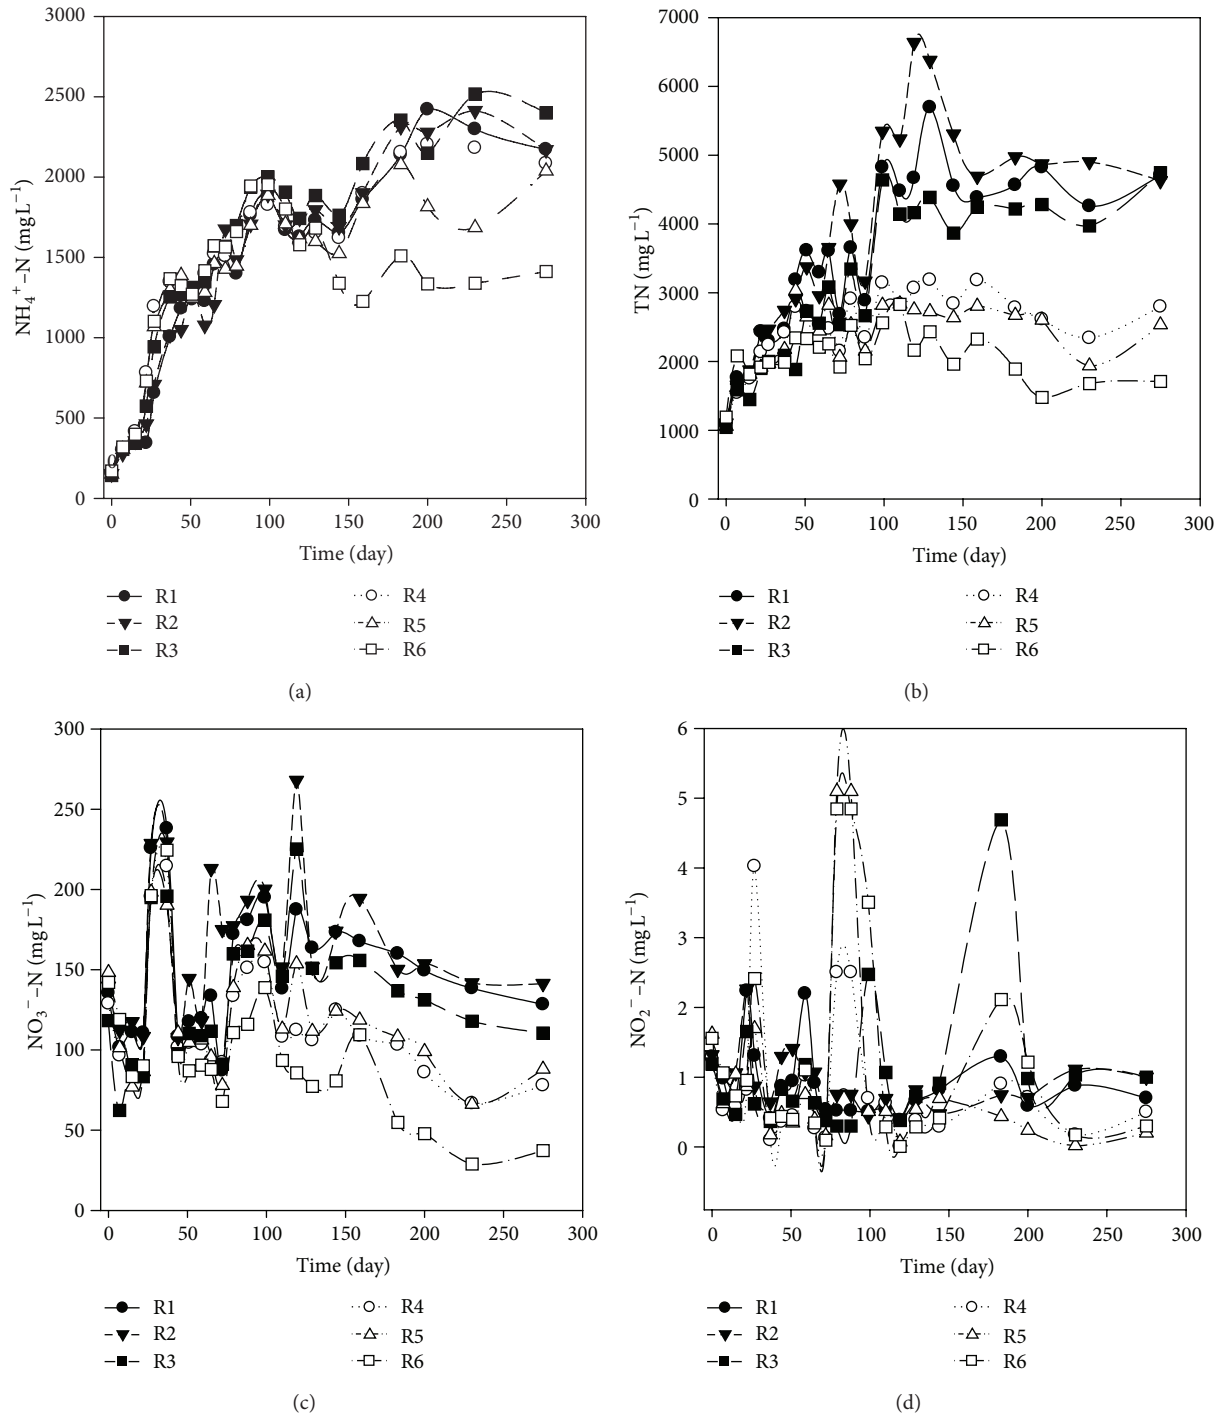 3000
2500
2000
1500
1000
500
0
NH₄⁺–N (mg L⁻¹)
0 50 100 150 200 250 300
Time (day)
R1 R4
R2 R5
R3 R6
(a)
7000
6000
5000
4000
3000
2000
1000
0
TN (mg L⁻¹)
0 50 100 150 200 250 300
Time (day)
R1 R4
R2 R5
R3 R6
(b)
300
250
200
150
100
50
0
NO₃⁻–N (mg L⁻¹)
0 50 100 150 200 250 300
Time (day)
R1 R4
R2 R5
R3 R6
(c)
6
5
4
3
2
1
0
NO₂⁻–N (mg L⁻¹)
0 50 100 150 200 250 300
Time (day)
R1 R4
R2 R5
R3 R6
(d)